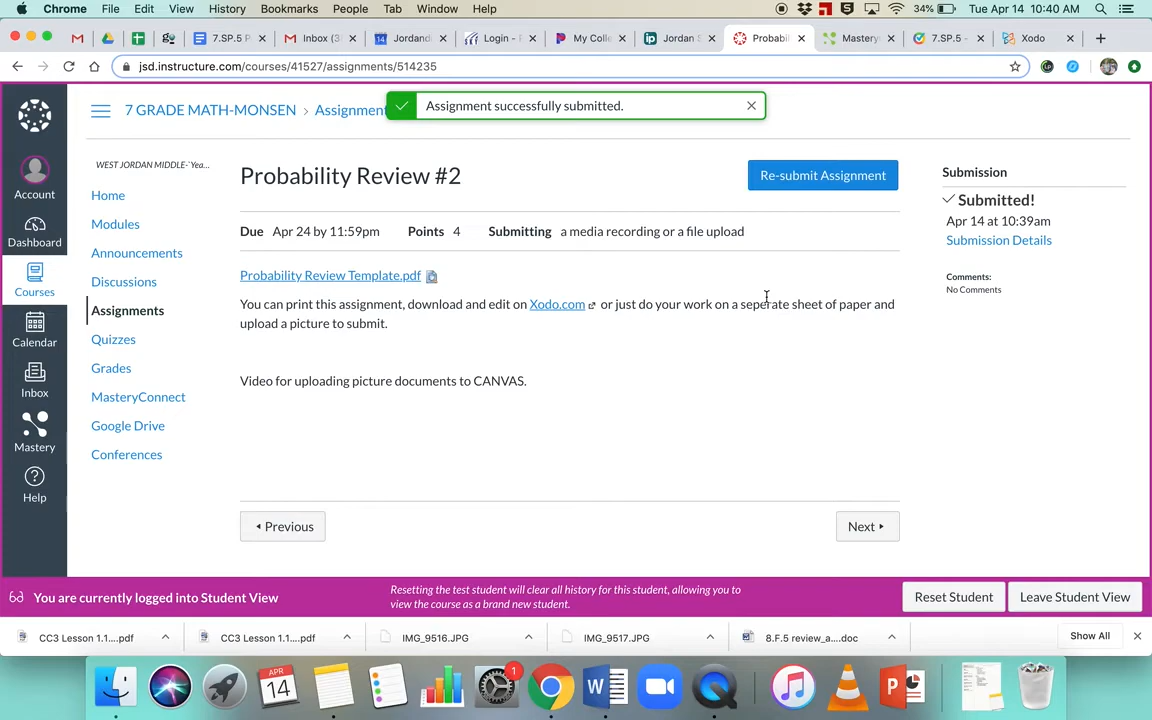 Chrome File Edit View History Bookmarks People Tab Window Help
34% Tue Apr 14 10:40 AM
7.SP.5 P
Inbox (3
Jordand
Login - F
My Colle
Jordan S
Probabil
Mastery
7.SP.5 -
Xodo
jsd.instructure.com/courses/41527/assignments/514235
7 GRADE MATH-MONSEN › Assignment
Assignment successfully submitted.
Account
Dashboard
Courses
Calendar
Inbox
Mastery
Help
WEST JORDAN MIDDLE-`Yea...
Home
Modules
Announcements
Discussions
Assignments
Quizzes
Grades
MasteryConnect
Google Drive
Conferences
Probability Review #2
Re-submit Assignment
Due Apr 24 by 11:59pm Points 4 Submitting a media recording or a file upload
Probability Review Template.pdf
You can print this assignment, download and edit on Xodo.com or just do your work on a seperate sheet of paper and
upload a picture to submit.
Video for uploading picture documents to CANVAS.
Previous
Next
Submission
Submitted!
Apr 14 at 10:39am
Submission Details
Comments:
No Comments
You are currently logged into Student View
Resetting the test student will clear all history for this student, allowing you to
view the course as a brand new student.
Reset Student
Leave Student View
CC3 Lesson 1.1....pdf
CC3 Lesson 1.1....pdf
IMG_9516.JPG
IMG_9517.JPG
8.F.5 review_a....doc
Show All
APR
14
1